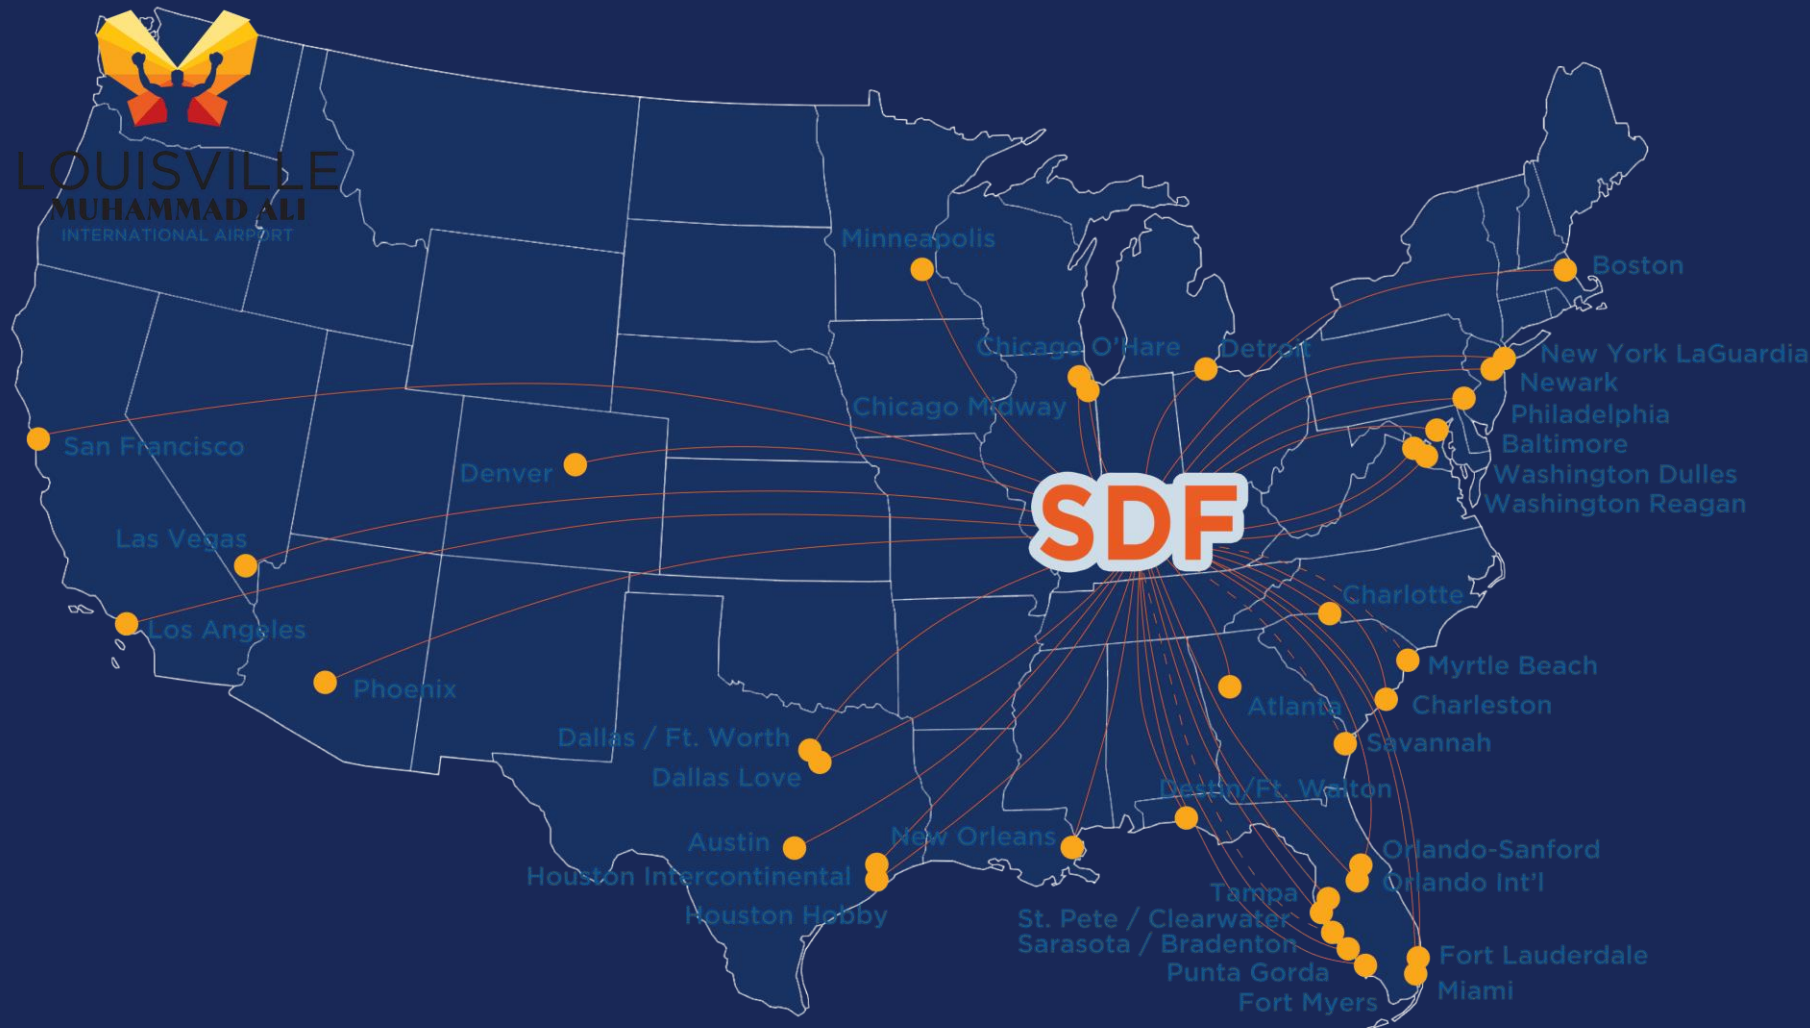 LOUISVILLE
MUHAMMAD ALI
INTERNATIONAL AIRPORT
Minneapolis
Boston
Chicago O'Hare
Detroit
New York LaGuardia
Newark
Chicago Midway
Philadelphia
San Francisco
Baltimore
Denver
Washington Dulles
Washington Reagan
SDF
Las Vegas
Charlotte
Los Angeles
Myrtle Beach
Phoenix
Atlanta
Charleston
Dallas / Ft. Worth
Savannah
Dallas Love
Destin/Ft. Walton
Austin
New Orleans
Orlando-Sanford
Houston Intercontinental
Orlando Int'l
Tampa
Houston Hobby
St. Pete / Clearwater
Sarasota / Bradenton
Fort Lauderdale
Punta Gorda
Miami
Fort Myers